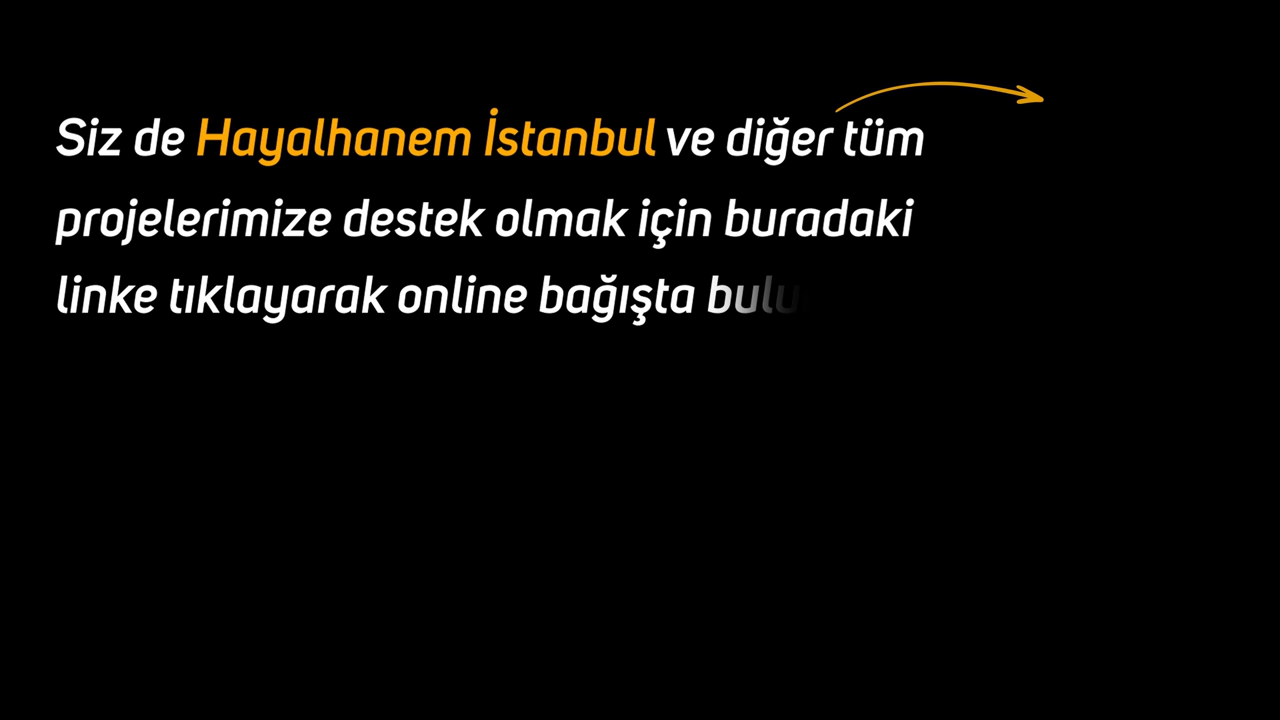 Siz de Hayalhanem İstanbul ve diğer tüm
projelerimize destek olmak için buradaki
linke tıklayarak online bağışta